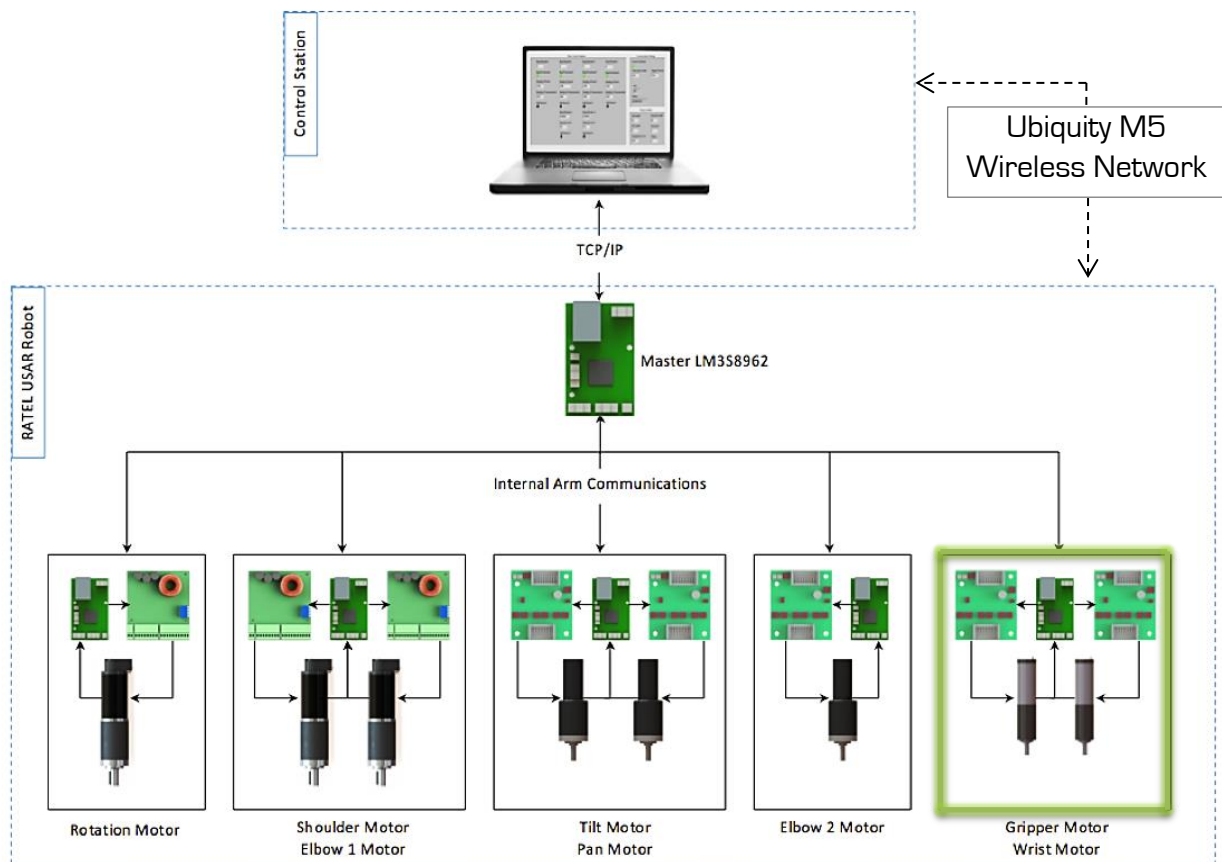 Control Station
Ubiquity M5
Wireless Network
TCP/IP
RATEL USAR Robot
Master LM3S8962
Internal Arm Communications
Rotation Motor
Shoulder Motor
Elbow 1 Motor
Tilt Motor
Pan Motor
Elbow 2 Motor
Gripper Motor
Wrist Motor